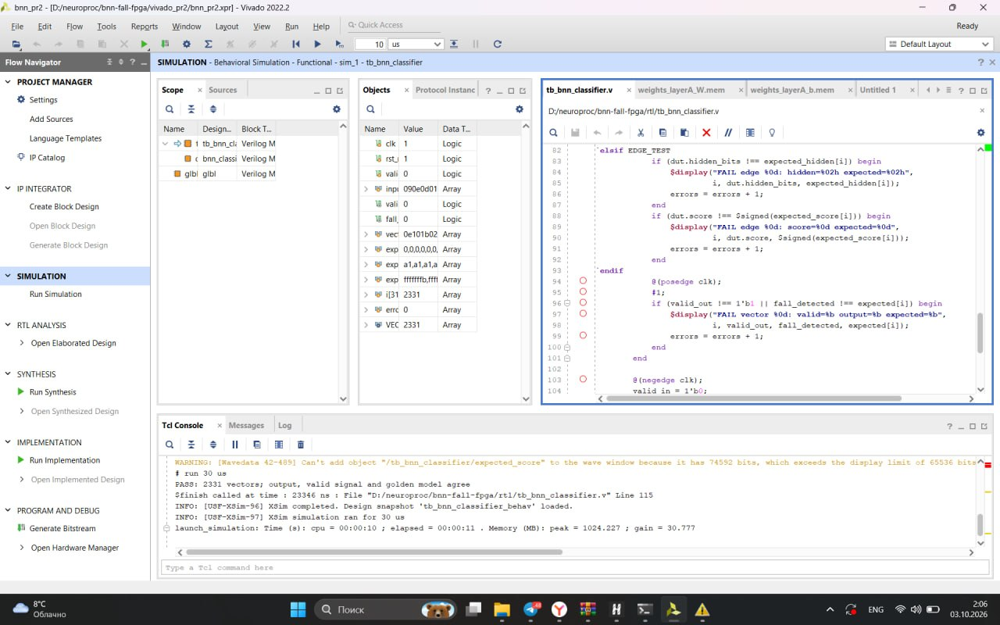 bnn_pr2 - [D:/neuroproc/bnn-fall-fpga/vivado_pr2/bnn_pr2.xpr] - Vivado 2022.2
File Edit Flow Tools Reports Window Layout View Run Help Quick Access Ready
10 us Default Layout
Flow Navigator
PROJECT MANAGER
Settings
Add Sources
Language Templates
IP Catalog
IP INTEGRATOR
Create Block Design
Open Block Design
Generate Block Design
SIMULATION
Run Simulation
RTL ANALYSIS
Open Elaborated Design
SYNTHESIS
Run Synthesis
Open Synthesized Design
IMPLEMENTATION
Run Implementation
Open Implemented Design
PROGRAM AND DEBUG
Generate Bitstream
Open Hardware Manager
SIMULATION - Behavioral Simulation - Functional - sim_1 - tb_bnn_classifier
Scope Sources
Name Design... Block T...
t tb_bnn_cla Verilog M
c bnn_classi Verilog M
glbl glbl Verilog M
Objects Protocol Instanc
Name Value Data T...
clk 1 Logic
rst_ 1 Logic
vali 0 Logic
inpu 090e0d01 Array
vali 0 Logic
fall_ 0 Logic
vect 0e101b02 Array
exp 0,0,0,0,0, Array
exp a1,a1,a1,a Array
exp fffffffb,ffff Array
i[31 2331 Array
erro 0 Array
VEC 2331 Array
tb_bnn_classifier.v weights_layerA_W.mem weights_layerA_b.mem Untitled 1
D:/neuroproc/bnn-fall-fpga/rtl/tb_bnn_classifier.v
82 `elsif EDGE_TEST
83 if (dut.hidden_bits !== expected_hidden[i]) begin
84 $display("FAIL edge %0d: hidden=%02h expected=%02h",
85 i, dut.hidden_bits, expected_hidden[i]);
86 errors = errors + 1;
87 end
88 if (dut.score !== $signed(expected_score[i])) begin
89 $display("FAIL edge %0d: score=%0d expected=%0d",
90 i, dut.score, $signed(expected_score[i]));
91 errors = errors + 1;
92 end
93 `endif
94 @(posedge clk);
95 #1;
96 if (valid_out !== 1'b1 || fall_detected !== expected[i]) begin
97 $display("FAIL vector %0d: valid=%b output=%b expected=%b",
98 i, valid_out, fall_detected, expected[i]);
99 errors = errors + 1;
100 end
101 end
102
103 @(negedge clk);
104 valid_in = 1'b0;
Tcl Console Messages Log
WARNING: [Wavedata 42-489] Can't add object "/tb_bnn_classifier/expected_score" to the wave window because it has 74592 bits, which exceeds the display limit of 65536 bits
# run 30 us
PASS: 2331 vectors; output, valid signal and golden model agree
$finish called at time : 23346 ns : File "D:/neuroproc/bnn-fall-fpga/rtl/tb_bnn_classifier.v" Line 115
INFO: [USF-XSim-96] XSim completed. Design snapshot 'tb_bnn_classifier_behav' loaded.
INFO: [USF-XSim-97] XSim simulation ran for 30 us
launch_simulation: Time (s): cpu = 00:00:10 ; elapsed = 00:00:11 . Memory (MB): peak = 1024.227 ; gain = 30.777
Type a Tcl command here
8°C
Облачно
Поиск
48
ENG
2:06
03.10.2026